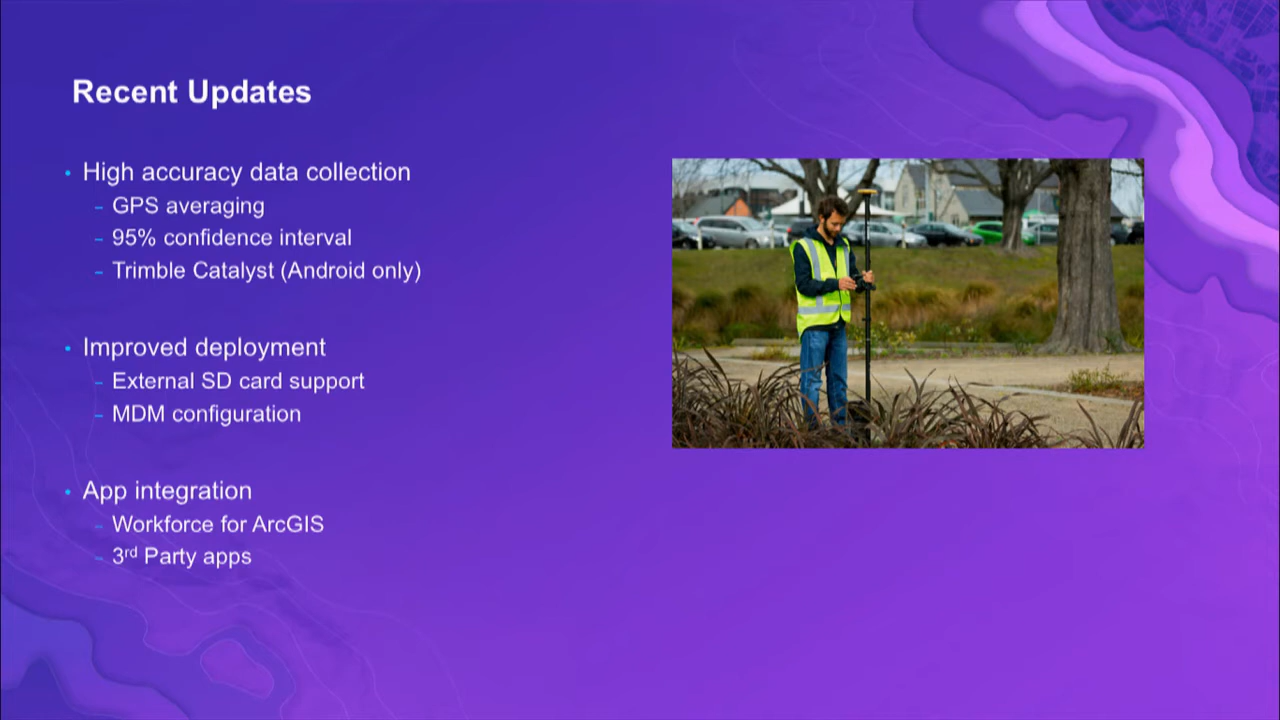 Recent Updates
• High accuracy data collection
– GPS averaging
– 95% confidence interval
– Trimble Catalyst (Android only)
• Improved deployment
– External SD card support
– MDM configuration
• App integration
– Workforce for ArcGIS
– 3rd Party apps